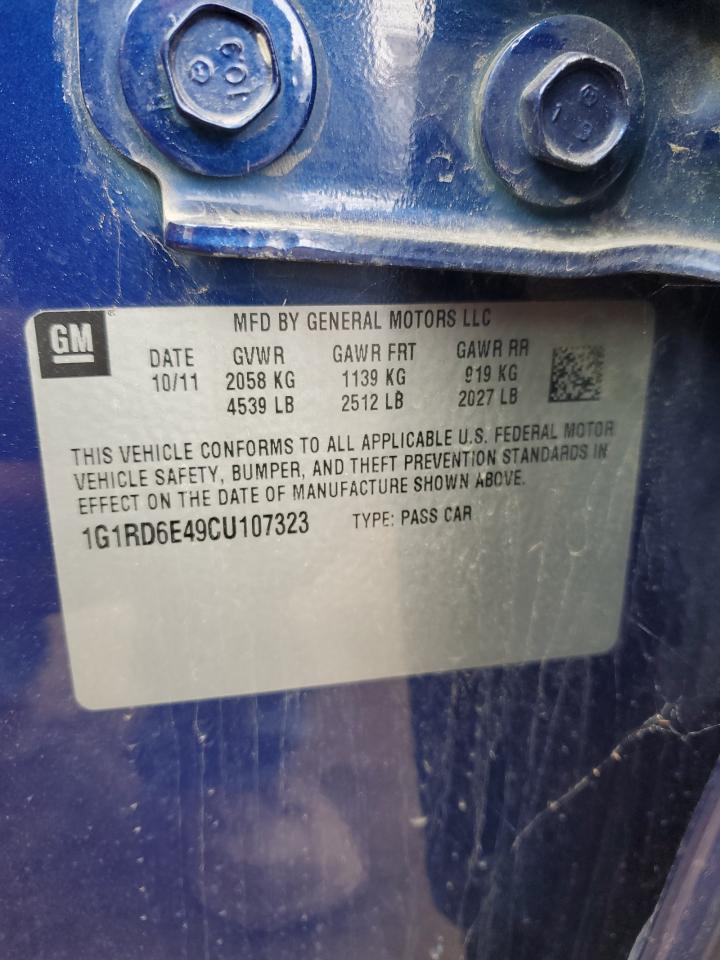 GM
MFD BY GENERAL MOTORS LLC
DATE GVWR GAWR FRT GAWR RR
10/11 2058 KG 1139 KG 919 KG
4539 LB 2512 LB 2027 LB
THIS VEHICLE CONFORMS TO ALL APPLICABLE U.S. FEDERAL MOTOR
VEHICLE SAFETY, BUMPER, AND THEFT PREVENTION STANDARDS IN
EFFECT ON THE DATE OF MANUFACTURE SHOWN ABOVE.
1G1RD6E49CU107323 TYPE: PASS CAR